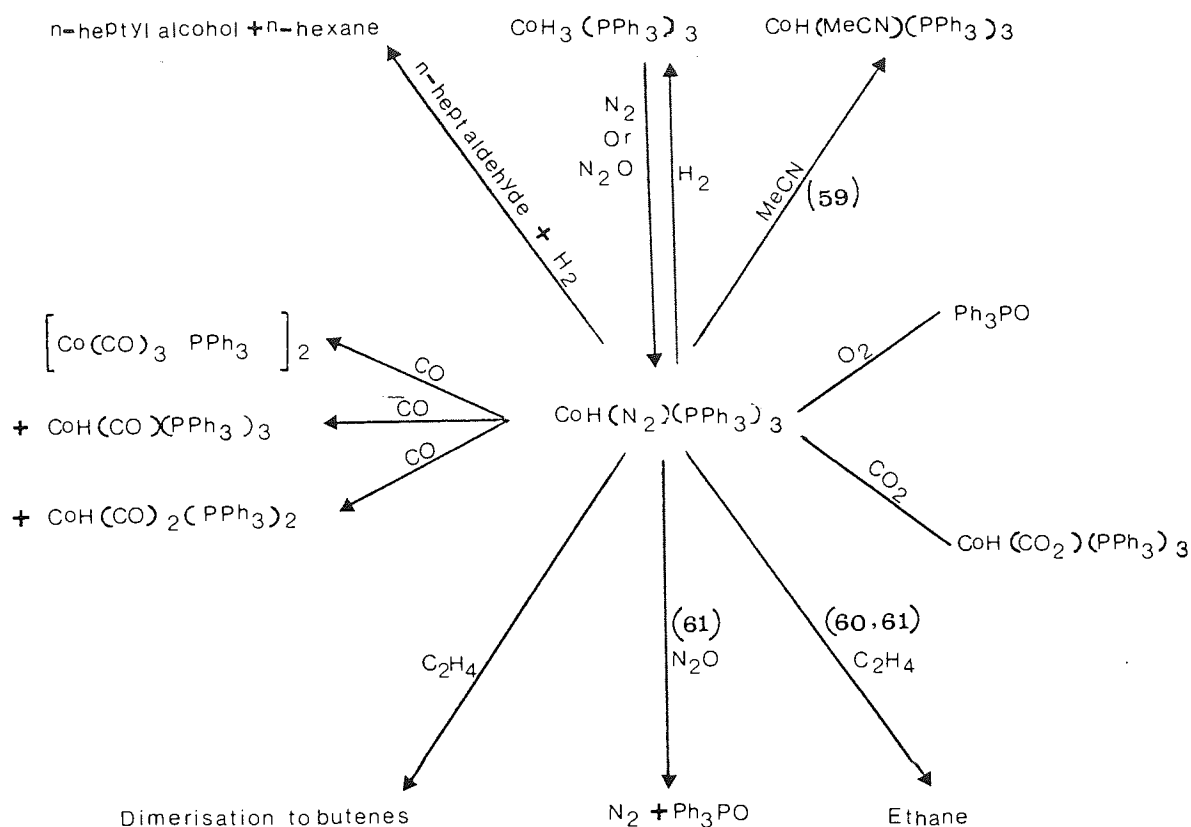 n-heptyl alcohol + n-hexane
CoH3(PPh3)3
CoH(MeCN)(PPh3)3
n-heptaldehyde + H2
N2
Or
N2O
H2
MeCN
(59)
[Co(CO)3 PPh3]2
CO
Ph3PO
O2
+ CoH(CO)(PPh3)3
CO
CoH(N2)(PPh3)3
+ CoH(CO)2(PPh3)2
CO
CO2
CoH(CO2)(PPh3)3
C2H4
(61)
N2O
(60,61)
C2H4
Dimerisation to butenes
N2 + Ph3PO
Ethane